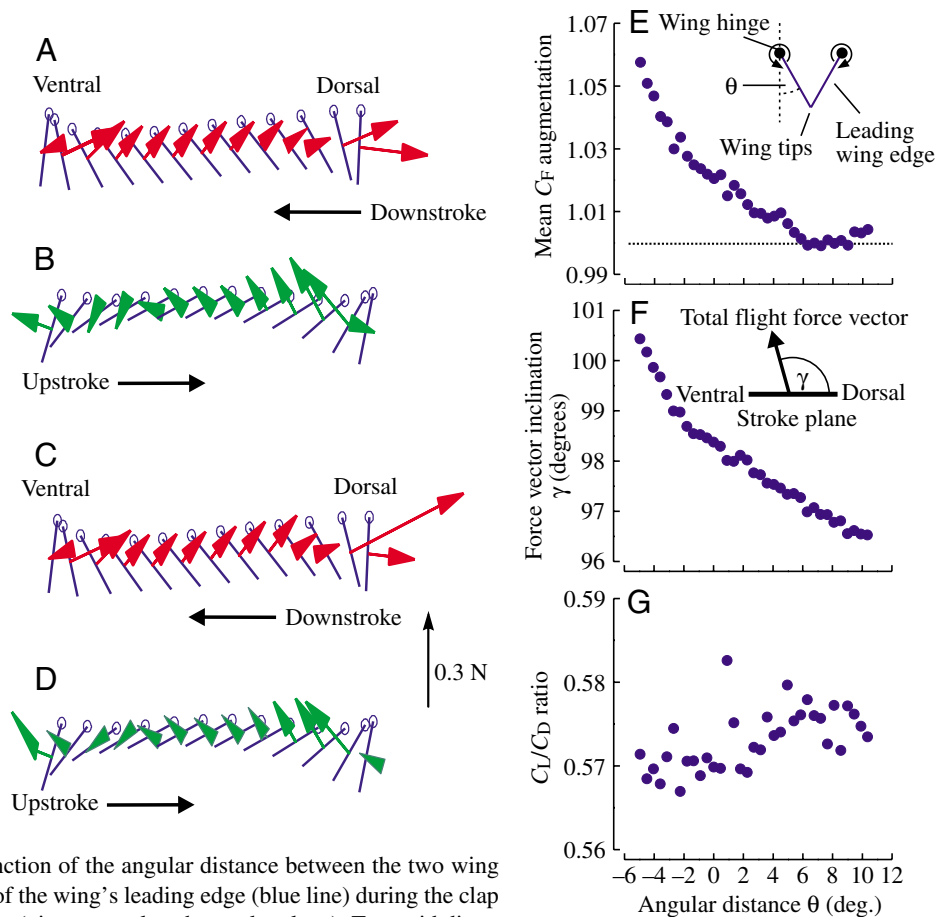 A
Ventral
Dorsal
Downstroke
B
Upstroke
C
Ventral
Dorsal
Downstroke
0.3 N
D
Upstroke
nction of the angular distance between the two wing
of the wing's leading edge (blue line) during the clap
E
1.07
1.05
1.03
1.01
0.99
Mean CF augmentation
Wing hinge
θ
Wing tips
Leading
wing edge
F
101
100
99
98
97
96
Force vector inclination
γ (degrees)
Total flight force vector
γ
Ventral
Dorsal
Stroke plane
G
0.59
0.58
0.57
0.56
CL/CD ratio
–6 –4 –2 0 2 4 6 8 10 12
Angular distance θ (deg.)